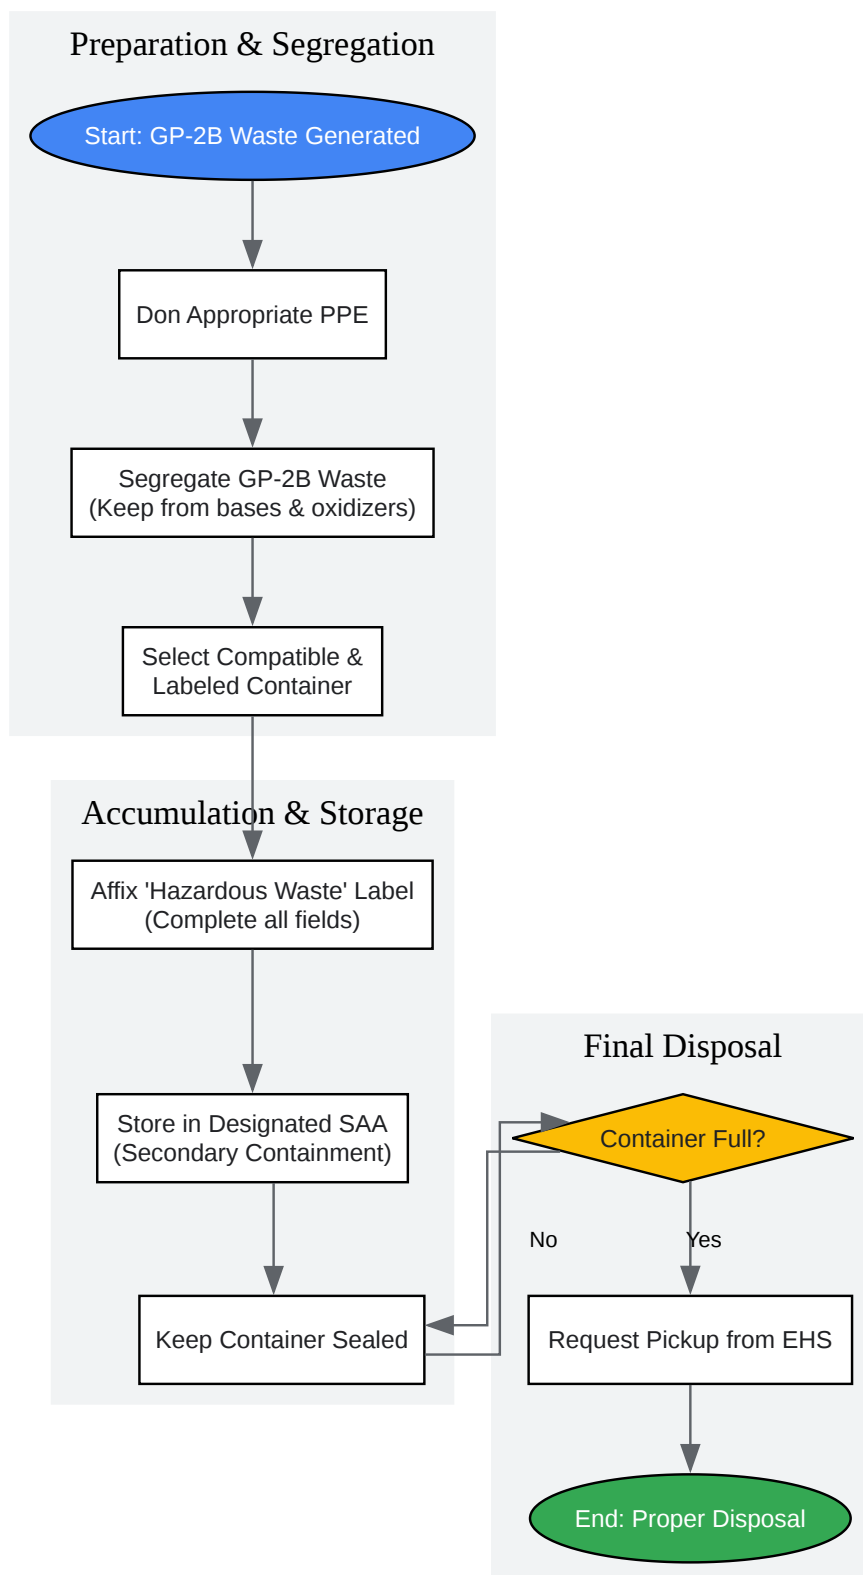 Preparation & Segregation
Start: GP-2B Waste Generated
Don Appropriate PPE
Segregate GP-2B Waste
(Keep from bases & oxidizers)
Select Compatible &
Labeled Container
Accumulation & Storage
Affix 'Hazardous Waste' Label
(Complete all fields)
Store in Designated SAA
(Secondary Containment)
Keep Container Sealed
Final Disposal
Container Full?
No
Yes
Request Pickup from EHS
End: Proper Disposal